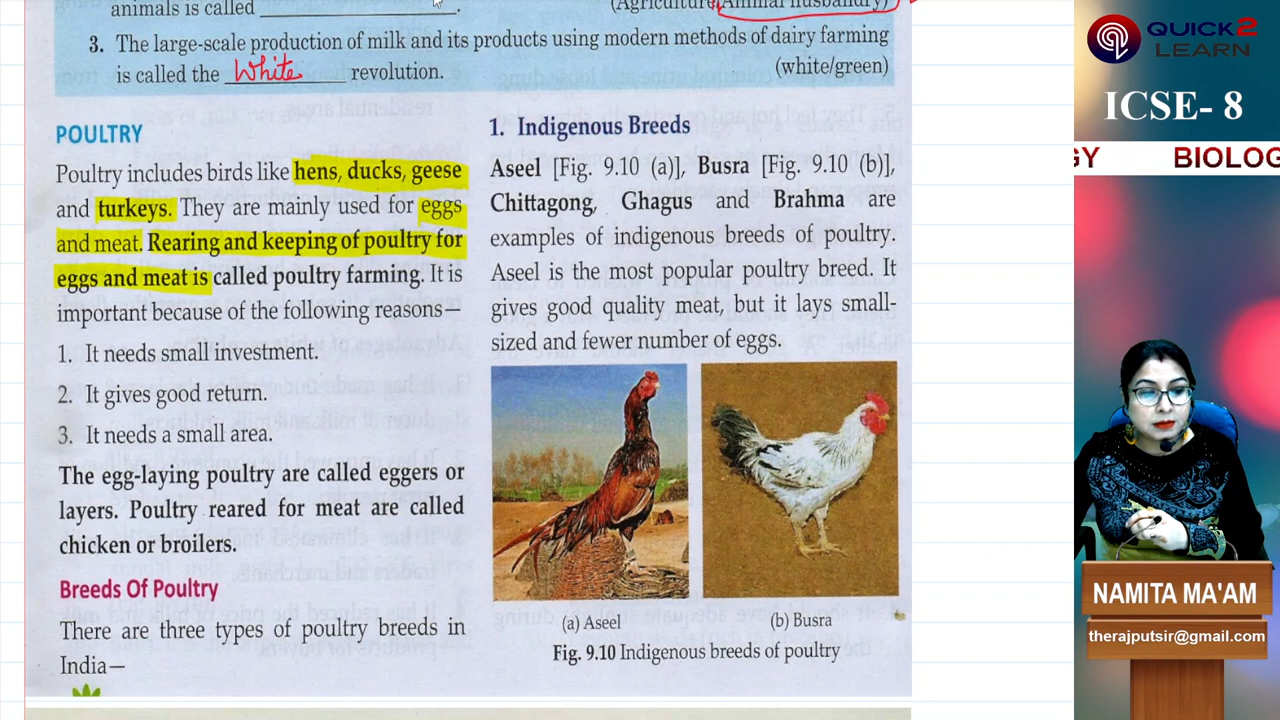 animals is called ____________.
(Agriculture/Animal husbandry)
3. The large-scale production of milk and its products using modern methods of dairy farming
is called the White revolution.
(white/green)
POULTRY
Poultry includes birds like hens, ducks, geese
and turkeys. They are mainly used for eggs
and meat. Rearing and keeping of poultry for
eggs and meat is called poultry farming. It is
important because of the following reasons—
1. It needs small investment.
2. It gives good return.
3. It needs a small area.
The egg-laying poultry are called eggers or
layers. Poultry reared for meat are called
chicken or broilers.
Breeds Of Poultry
There are three types of poultry breeds in
India—
1. Indigenous Breeds
Aseel [Fig. 9.10 (a)], Busra [Fig. 9.10 (b)],
Chittagong, Ghagus and Brahma are
examples of indigenous breeds of poultry.
Aseel is the most popular poultry breed. It
gives good quality meat, but it lays small-
sized and fewer number of eggs.
(a) Aseel
(b) Busra
Fig. 9.10 Indigenous breeds of poultry
QUICK2
LEARN
ICSE- 8
GY BIOLOG
NAMITA MA'AM
therajputsir@gmail.com